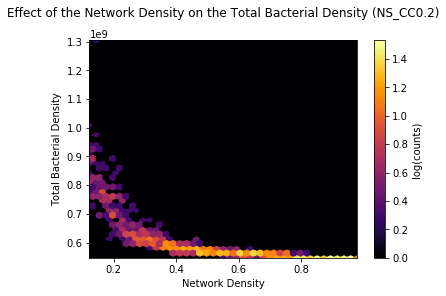 Effect of the Network Density on the Total Bacterial Density (NS_CC0.2)
1e9
1.3
1.2
1.1
1.0
0.9
0.8
0.7
0.6
Total Bacterial Density
0.2 0.4 0.6 0.8
Network Density
1.4
1.2
1.0
0.8
0.6
0.4
0.2
0.0
log(counts)